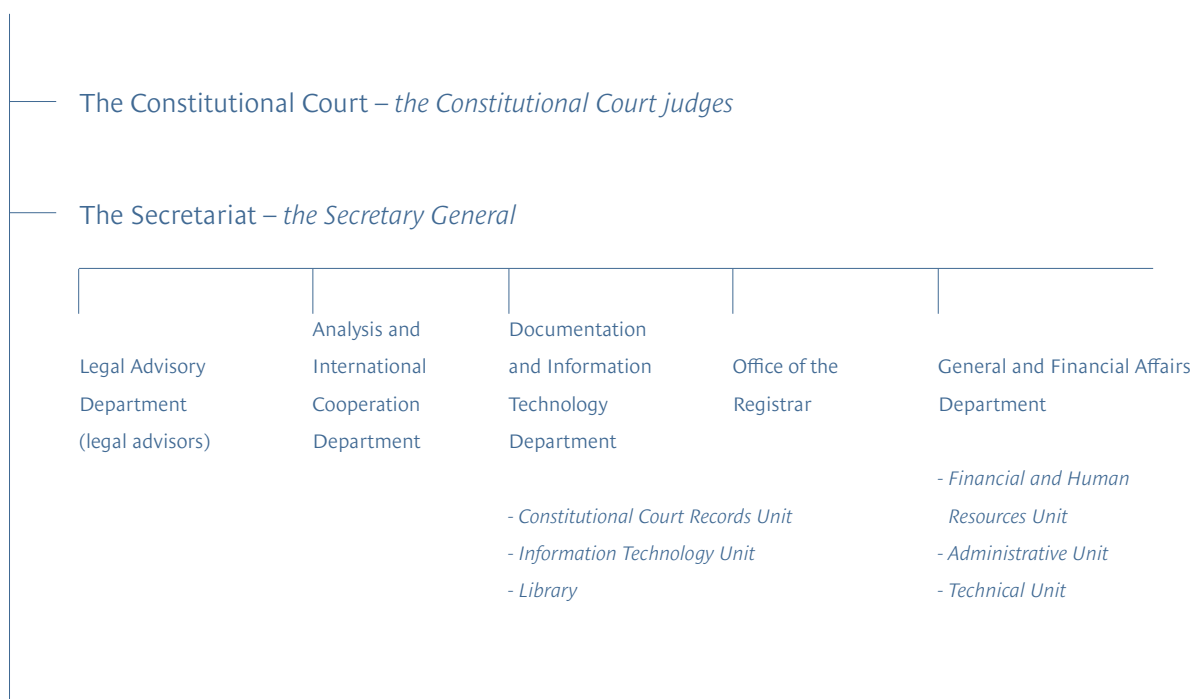 The Constitutional Court – the Constitutional Court judges
The Secretariat – the Secretary General
Legal Advisory
Department
(legal advisors)
Analysis and
International
Cooperation
Department
Documentation
and Information
Technology
Department
- Constitutional Court Records Unit
- Information Technology Unit
- Library
Office of the
Registrar
General and Financial Affairs
Department
- Financial and Human
Resources Unit
- Administrative Unit
- Technical Unit